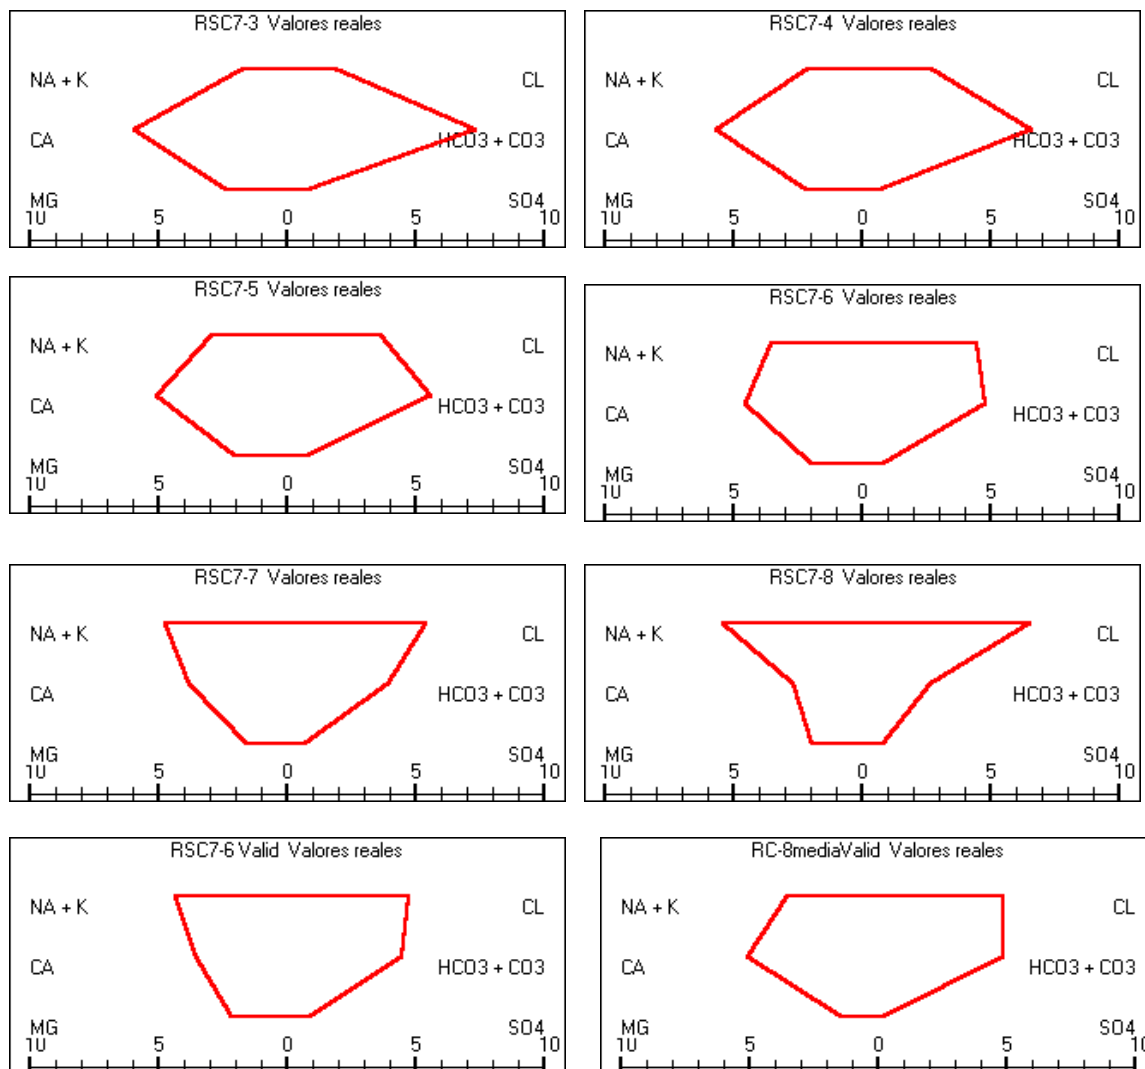 RSC7-3 Valores reales
NA + K
CL
CA
HCO3 + CO3
MG
SO4
10 5 0 5 10
RSC7-4 Valores reales
NA + K
CL
CA
HCO3 + CO3
MG
SO4
10 5 0 5 10
RSC7-5 Valores reales
NA + K
CL
CA
HCO3 + CO3
MG
SO4
10 5 0 5 10
RSC7-6 Valores reales
NA + K
CL
CA
HCO3 + CO3
MG
SO4
10 5 0 5 10
RSC7-7 Valores reales
NA + K
CL
CA
HCO3 + CO3
MG
SO4
10 5 0 5 10
RSC7-8 Valores reales
NA + K
CL
CA
HCO3 + CO3
MG
SO4
10 5 0 5 10
RSC7-6 Valid Valores reales
NA + K
CL
CA
HCO3 + CO3
MG
SO4
10 5 0 5 10
RC-8mediaValid Valores reales
NA + K
CL
CA
HCO3 + CO3
MG
SO4
10 5 0 5 10